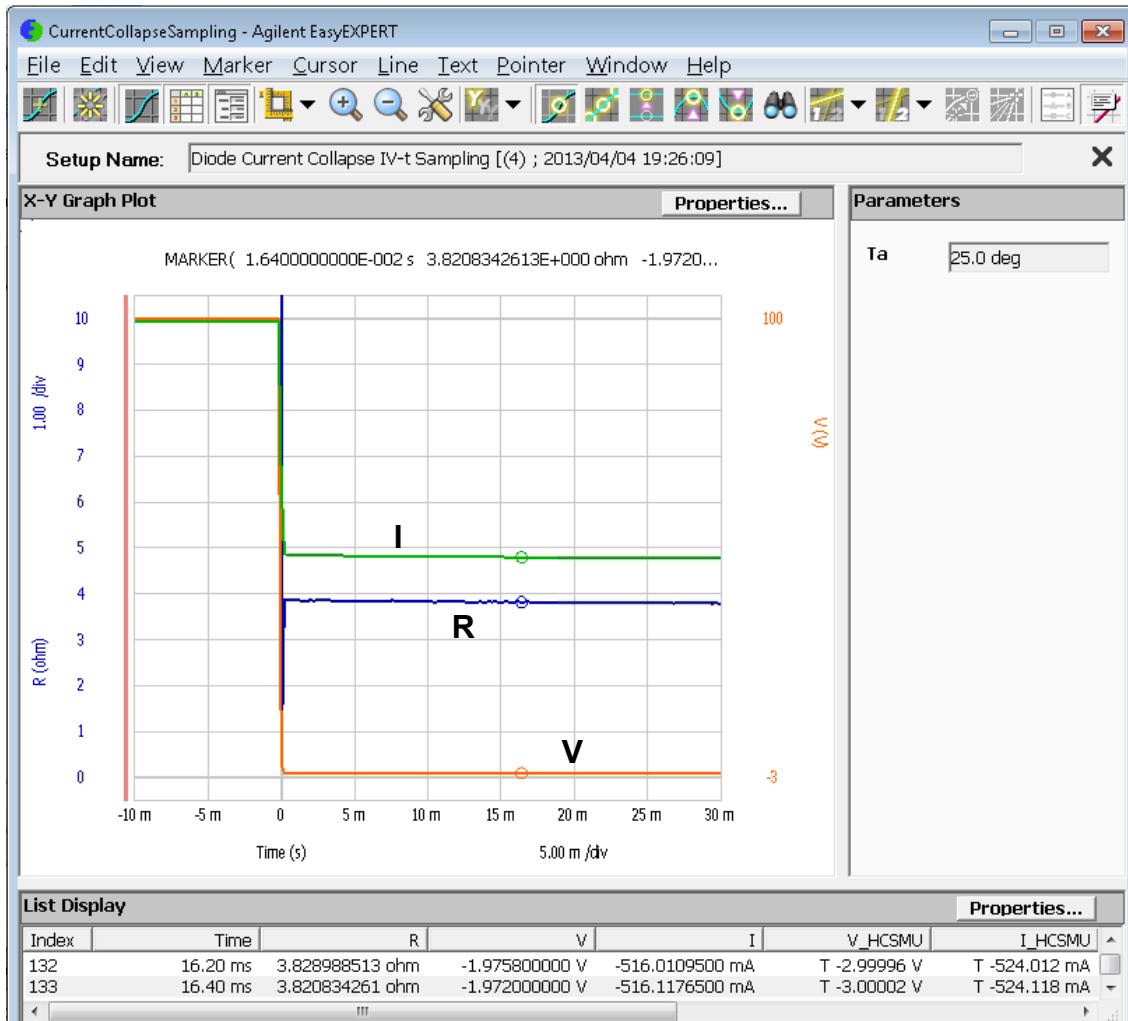 CurrentCollapseSampling - Agilent EasyEXPERT
File Edit View Marker Cursor Line Text Pointer Window Help
Setup Name: Diode Current Collapse IV-t Sampling [(4) ; 2013/04/04 19:26:09]
X-Y Graph Plot Properties... Parameters
MARKER( 1.6400000000E-002 s 3.8208342613E+000 ohm -1.9720...
Ta 25.0 deg
10 100
9
1.00 /div
8
V (V)
7
6
5
I
4
R
3
R (ohm)
2
1
V
0 -3
-10 m -5 m 0 5 m 10 m 15 m 20 m 25 m 30 m
Time (s) 5.00 m /div
List Display Properties...
Index Time R V I V_HCSMU I_HCSMU
132 16.20 ms 3.828988513 ohm -1.975800000 V -516.0109500 mA T -2.99996 V T -524.012 mA
133 16.40 ms 3.820834261 ohm -1.972000000 V -516.1176500 mA T -3.00002 V T -524.118 mA